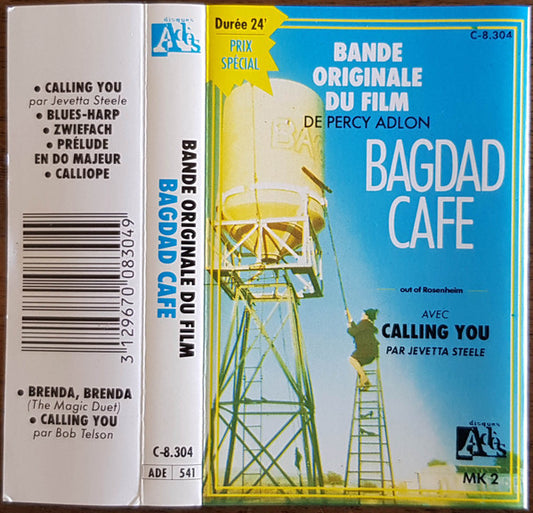 • CALLING YOU
par Jevetta Steele
• BLUES-HARP
• ZWIEFACH
• PRÉLUDE
EN DO MAJEUR
• CALLIOPE
3 129670 083049
• BRENDA, BRENDA
(The Magic Duet)
• CALLING YOU
par Bob Telson
disques
Adès
BANDE ORIGINALE DU FILM
BAGDAD CAFE
C-8.304
ADE 541
Durée 24'
PRIX
SPÉCIAL
C-8.304
BANDE
ORIGINALE
DU FILM
DE PERCY ADLON
BAGDAD
CAFE
out of Rosenheim
AVEC
CALLING YOU
PAR JEVETTA STEELE
disques
Adès
MK 2